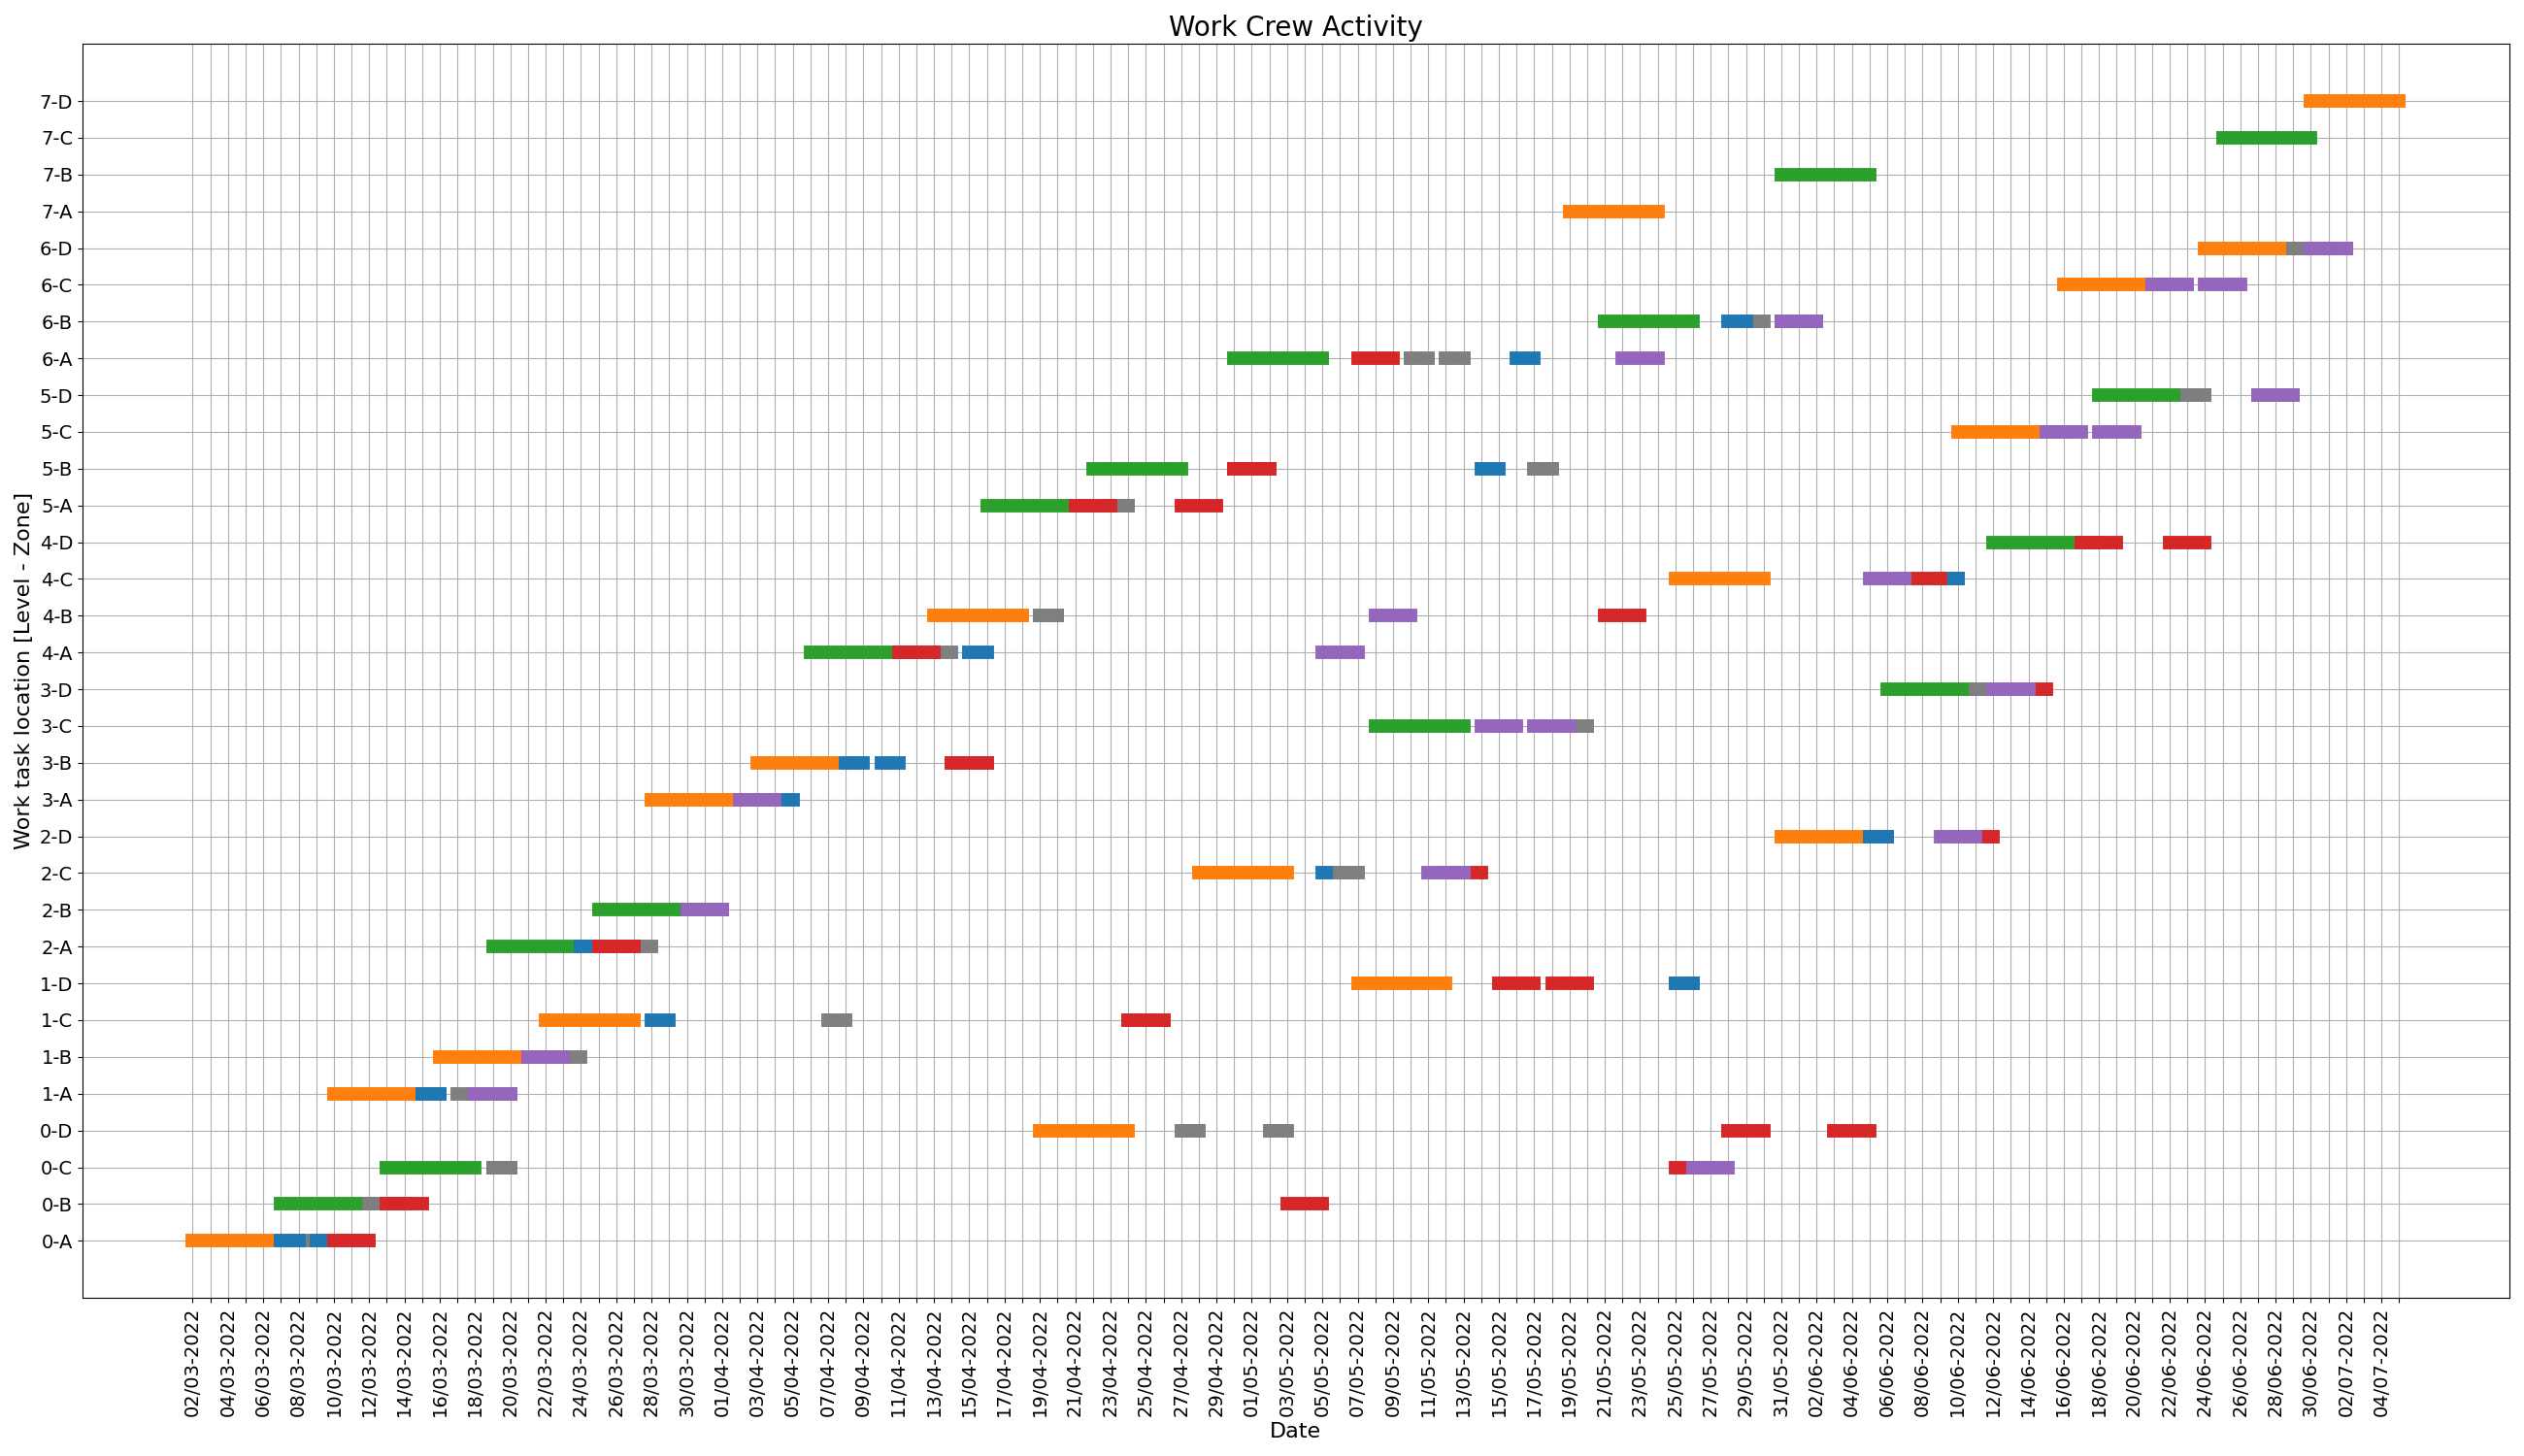 Work Crew Activity
Work task location [Level - Zone]
7-D
7-C
7-B
7-A
6-D
6-C
6-B
6-A
5-D
5-C
5-B
5-A
4-D
4-C
4-B
4-A
3-D
3-C
3-B
3-A
2-D
2-C
2-B
2-A
1-D
1-C
1-B
1-A
0-D
0-C
0-B
0-A
02/03-2022
04/03-2022
06/03-2022
08/03-2022
10/03-2022
12/03-2022
14/03-2022
16/03-2022
18/03-2022
20/03-2022
22/03-2022
24/03-2022
26/03-2022
28/03-2022
30/03-2022
01/04-2022
03/04-2022
05/04-2022
07/04-2022
09/04-2022
11/04-2022
13/04-2022
15/04-2022
17/04-2022
19/04-2022
21/04-2022
23/04-2022
25/04-2022
27/04-2022
29/04-2022
01/05-2022
03/05-2022
05/05-2022
07/05-2022
09/05-2022
11/05-2022
13/05-2022
15/05-2022
17/05-2022
19/05-2022
21/05-2022
23/05-2022
25/05-2022
27/05-2022
29/05-2022
31/05-2022
02/06-2022
04/06-2022
06/06-2022
08/06-2022
10/06-2022
12/06-2022
14/06-2022
16/06-2022
18/06-2022
20/06-2022
22/06-2022
24/06-2022
26/06-2022
28/06-2022
30/06-2022
02/07-2022
04/07-2022
Date